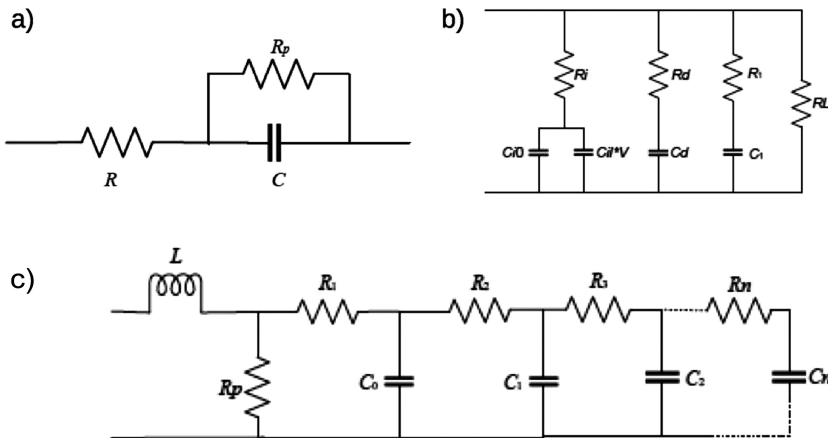 a)
Rp
R
C
b)
Ri
Rd
R1
RL
Ci0
Cil*V
Cd
C1
c)
L
R1
R2
R3
Rn
Rp
C0
C1
C2
Cn